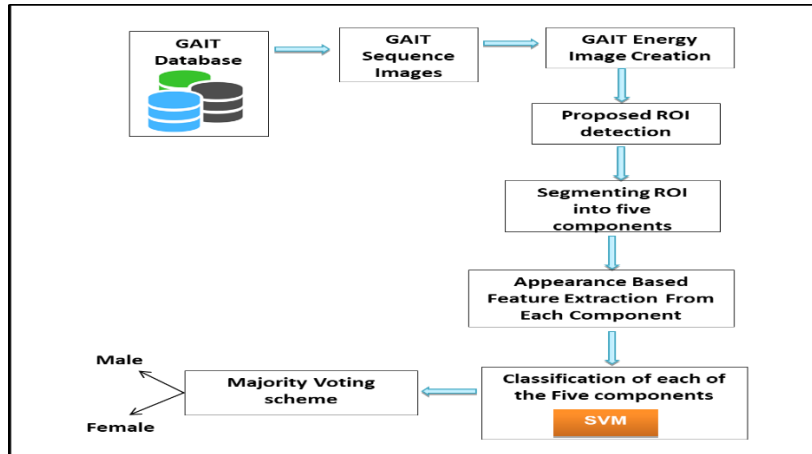 GAIT
Database
GAIT
Sequence
Images
GAIT Energy
Image Creation
Proposed ROI
detection
Segmenting ROI
into five
components
Appearance Based
Feature Extraction From
Each Component
Classification of each of
the Five components
SVM
Majority Voting
scheme
Male
Female